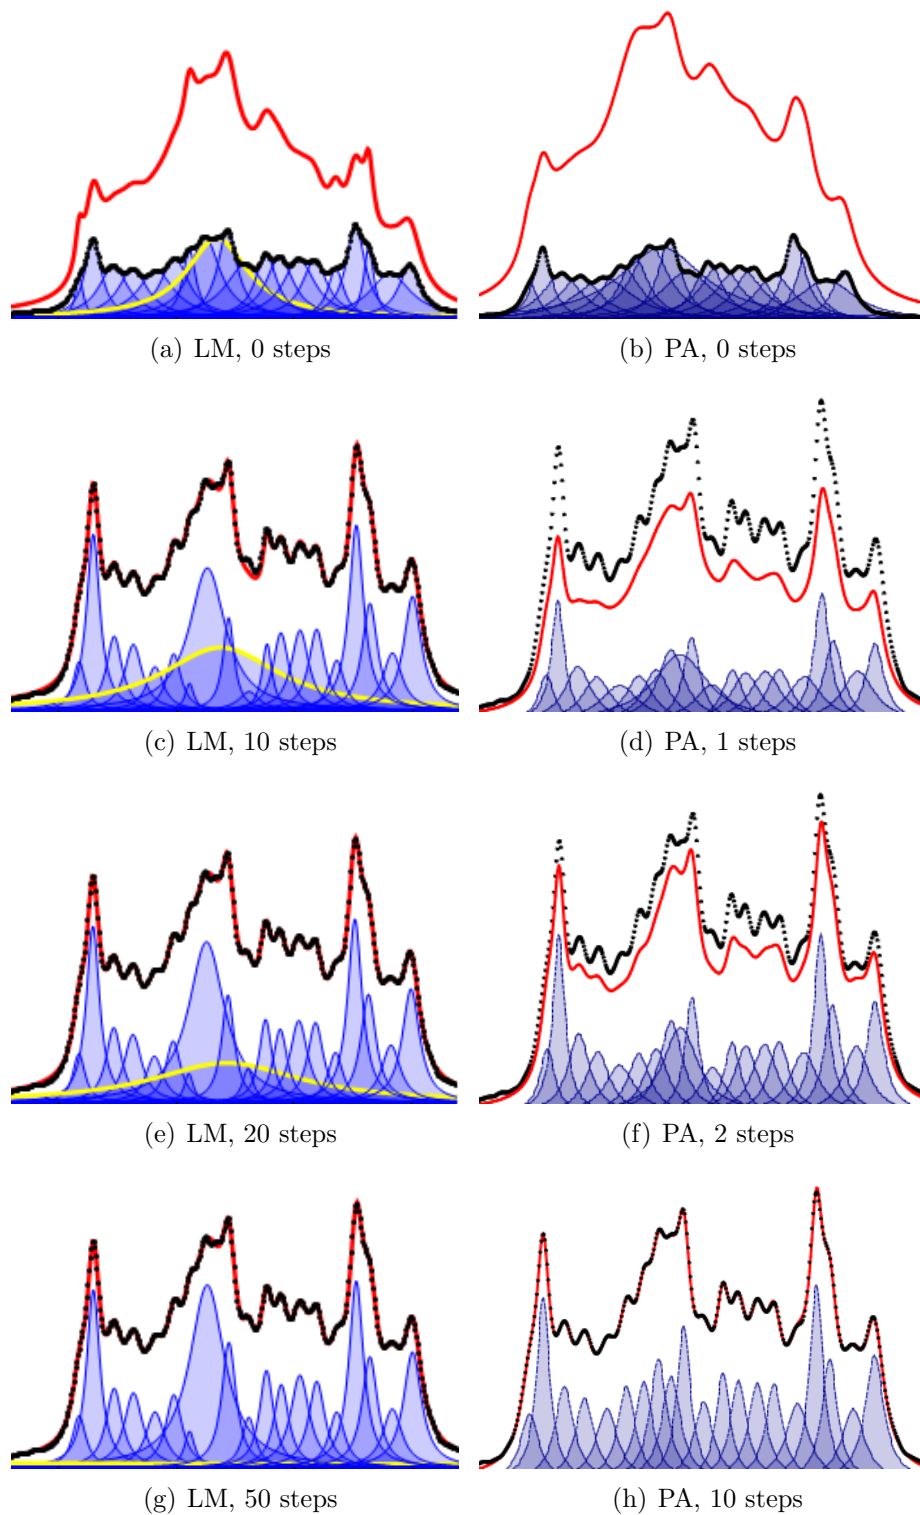 (a) LM, 0 steps
(b) PA, 0 steps
(c) LM, 10 steps
(d) PA, 1 steps
(e) LM, 20 steps
(f) PA, 2 steps
(g) LM, 50 steps
(h) PA, 10 steps